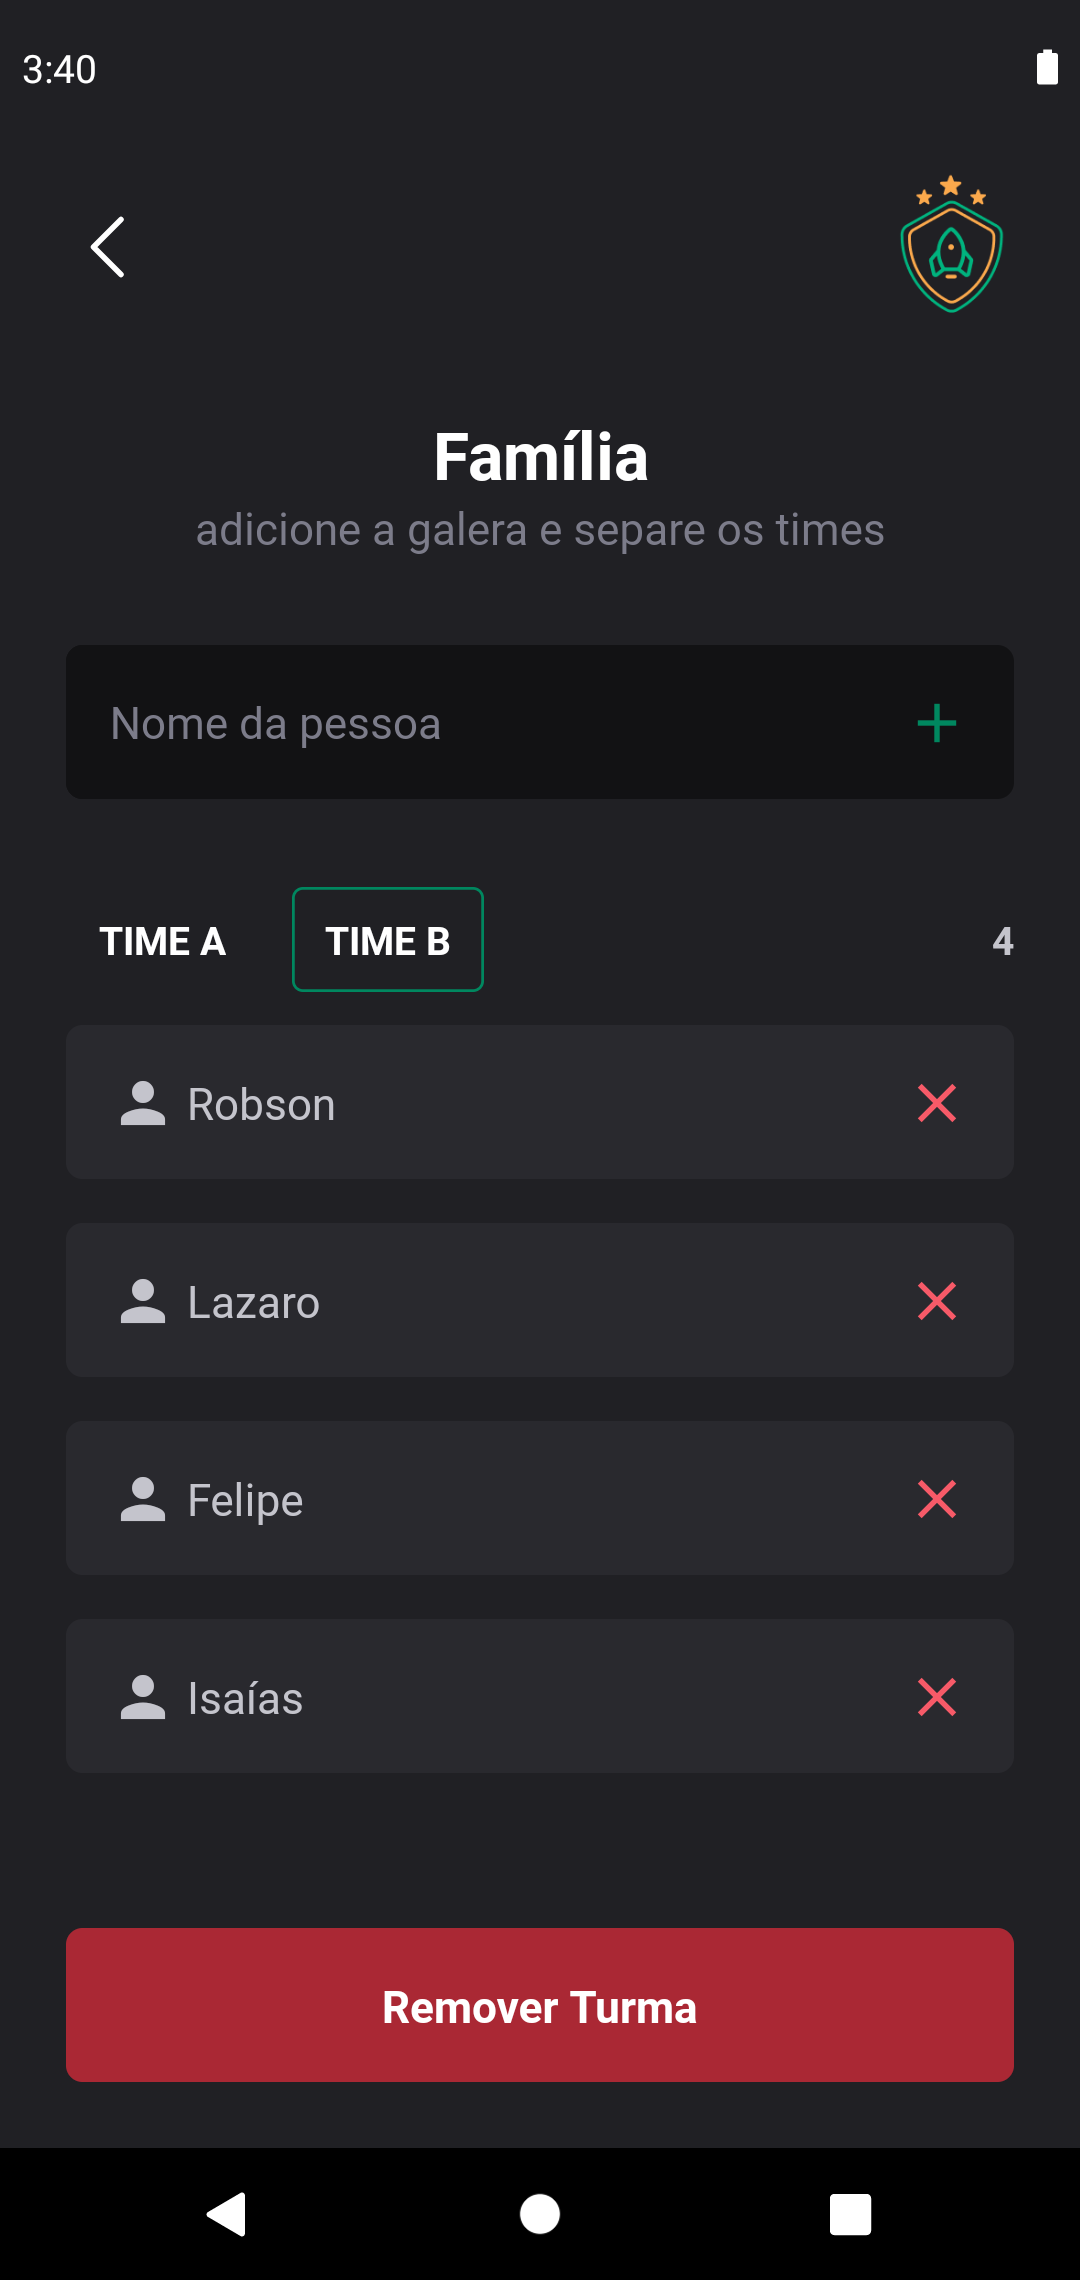 3:40
Família
adicione a galera e separe os times
Nome da pessoa
TIME A TIME B 4
Robson
Lazaro
Felipe
Isaías
Remover Turma